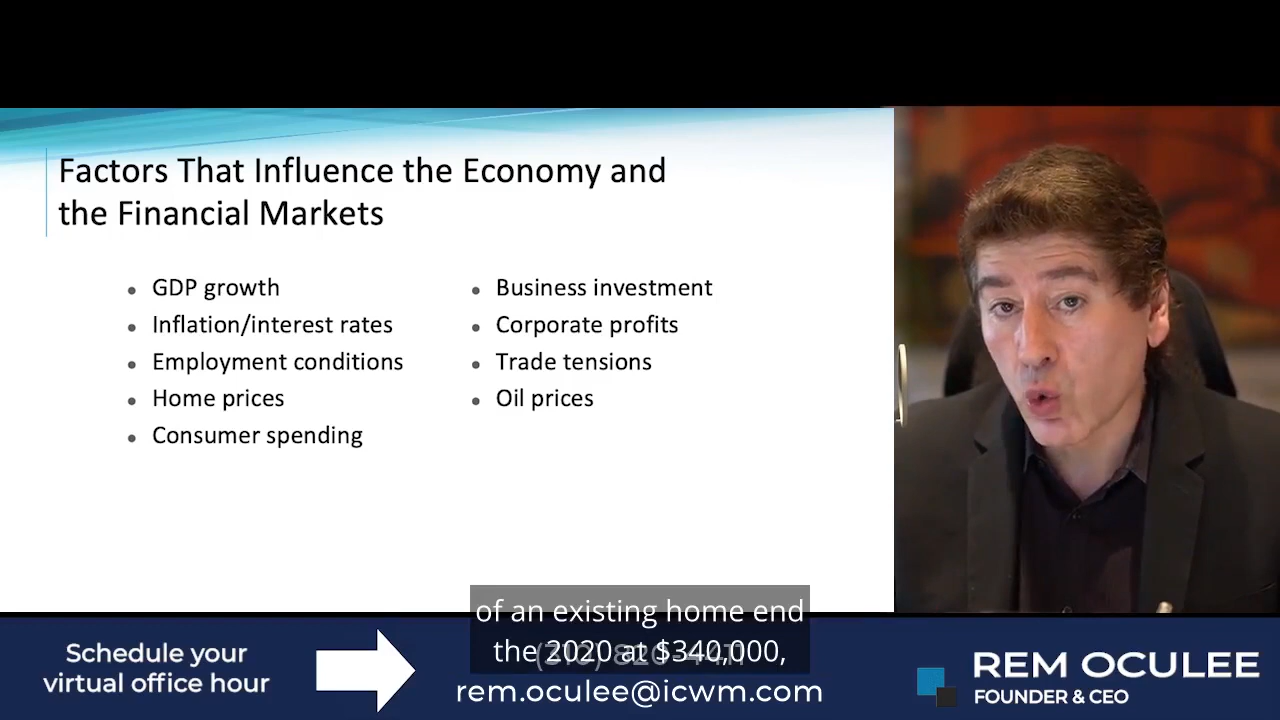 Factors That Influence the Economy and
the Financial Markets
GDP growth
Inflation/interest rates
Employment conditions
Home prices
Consumer spending
Business investment
Corporate profits
Trade tensions
Oil prices
of an existing home end
the 2020 at $340,000,
Schedule your
virtual office hour
rem.oculee@icwm.com
REM OCULEE
FOUNDER & CEO